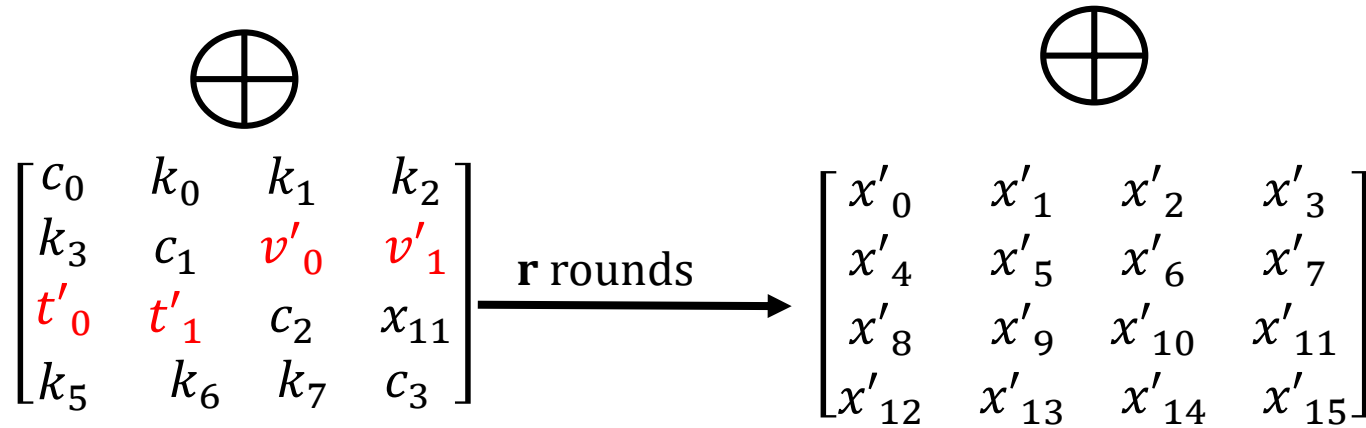 ⊕ ⊕
c₀ k₀ k₁ k₂ x'₀ x'₁ x'₂ x'₃
k₃ c₁ v'₀ v'₁ r rounds x'₄ x'₅ x'₆ x'₇
t'₀ t'₁ c₂ x₁₁ x'₈ x'₉ x'₁₀ x'₁₁
k₅ k₆ k₇ c₃ x'₁₂ x'₁₃ x'₁₄ x'₁₅